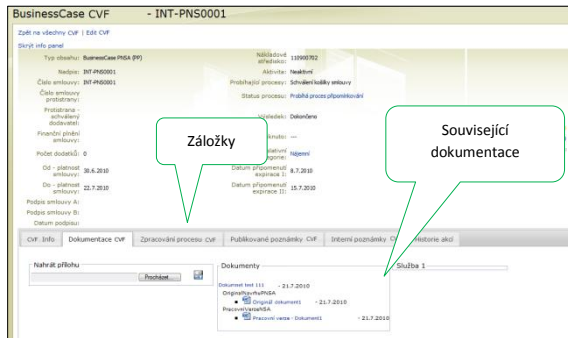 BusinessCase CVF - INT-PNS0001
Zpět na všechny CVF | Edit CVF
Skrýt info panel
Typ obsahu: BusinessCase PNSA (PP)
Nákladové středisko: 110900702
Nadpis: INT-PNS0001
Aktivita: Neaktivní
Číslo smlouvy: INT-PNS0001
Probíhající procesy: Schválení košilky smlouvy
Číslo smlouvy protistrany:
Status procesu: Probíhá proces připomínkování
Protistrana - schválený dodavatel:
Výsledek: Dokončeno
Finanční plnění smlouvy:
---
Počet dodatků: 0
Nájemní
Od - platnost smlouvy: 30.6.2010
Datum připomenutí expirace I: 8.7.2010
Do - platnost smlouvy: 22.7.2010
Datum připomenutí expirace II: 15.7.2010
Podpis smlouvy A:
Podpis smlouvy B:
Datum podpisu:
Záložky
Související
dokumentace
CVF Info
Dokumentace CVF
Zpracování procesu CVF
Publikované poznámky CVF
Interní poznámky
Historie akcí
Nahrát přílohu
Procházet...
Dokumenty
Služba 1
Dokument test 111 - 21.7.2010
OriginálNavrhuPNSA
Originál dokument1 - 21.7.2010
PracovniVerzeNSA
Pracovní verze - Dokument1 - 21.7.2010